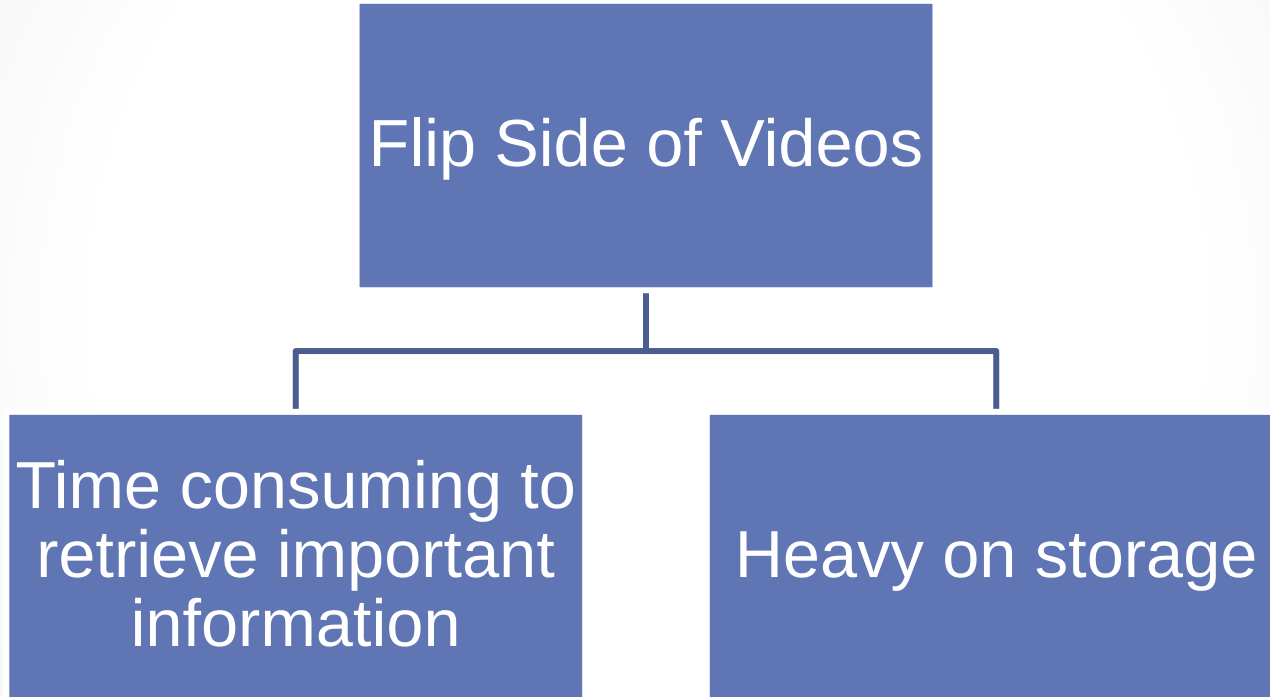 Flip Side of Videos
Time consuming to
retrieve important
information
Heavy on storage